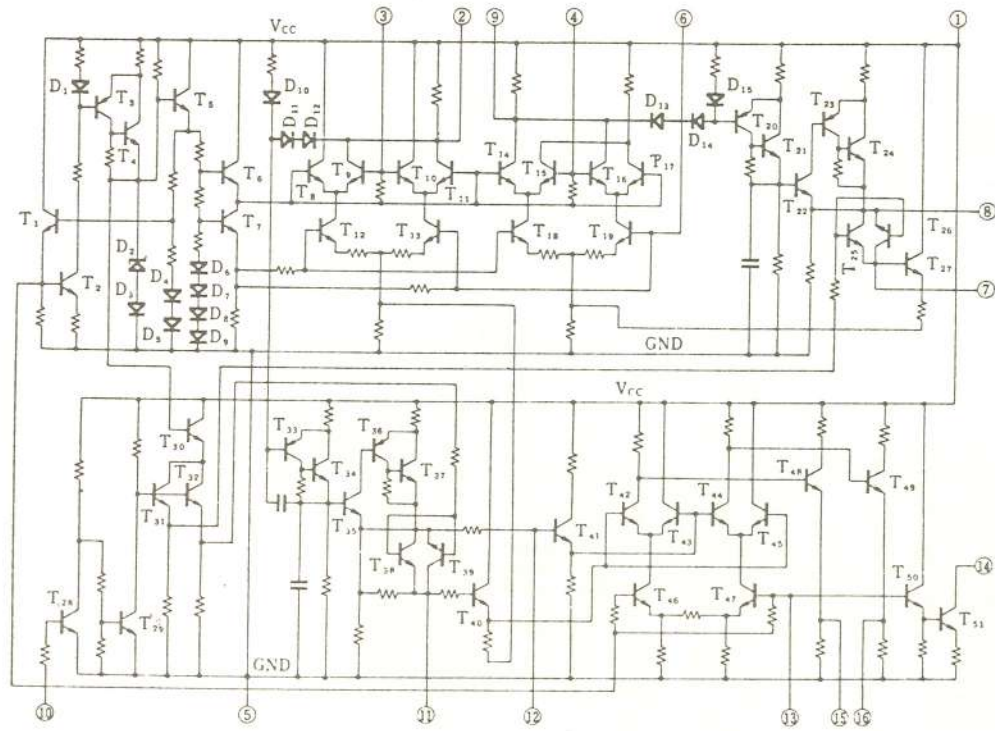 ③ ② ⑨ ④ ⑥ ①
Vcc
D₁ T₃ T₅ D₁₀ D₁₅ T₂₃
D₁₁ D₁₂ D₁₃ D₁₄ T₂₀
T₄ T₂₁ T₂₄
T₆ T₈ T₉ T₁₀ T₁₁ T₁₄ T₁₅ T₁₆ T₁₇ T₂₂
T₁ T₇ T₁₂ T₁₃ T₁₈ T₁₉ T₂₅ T₂₆ ⑧
T₂ D₂ D₃ D₄ D₅ D₆ D₇ D₈ D₉ T₂₇ ⑦
GND
Vcc
T₃₀ T₃₃ T₃₆
T₃₂ T₃₄ T₃₇ T₄₂ T₄₄ T₄₈ T₄₉
T₃₁ T₃₅ T₄₁ T₄₃ T₄₅
T₃₈ T₃₉ ⑭
T₂₈ T₂₉ T₄₀ T₄₆ T₄₇ T₅₀ T₅₁
GND
⑩ ⑤ ⑪ ⑫ ⑬ ⑮ ⑯